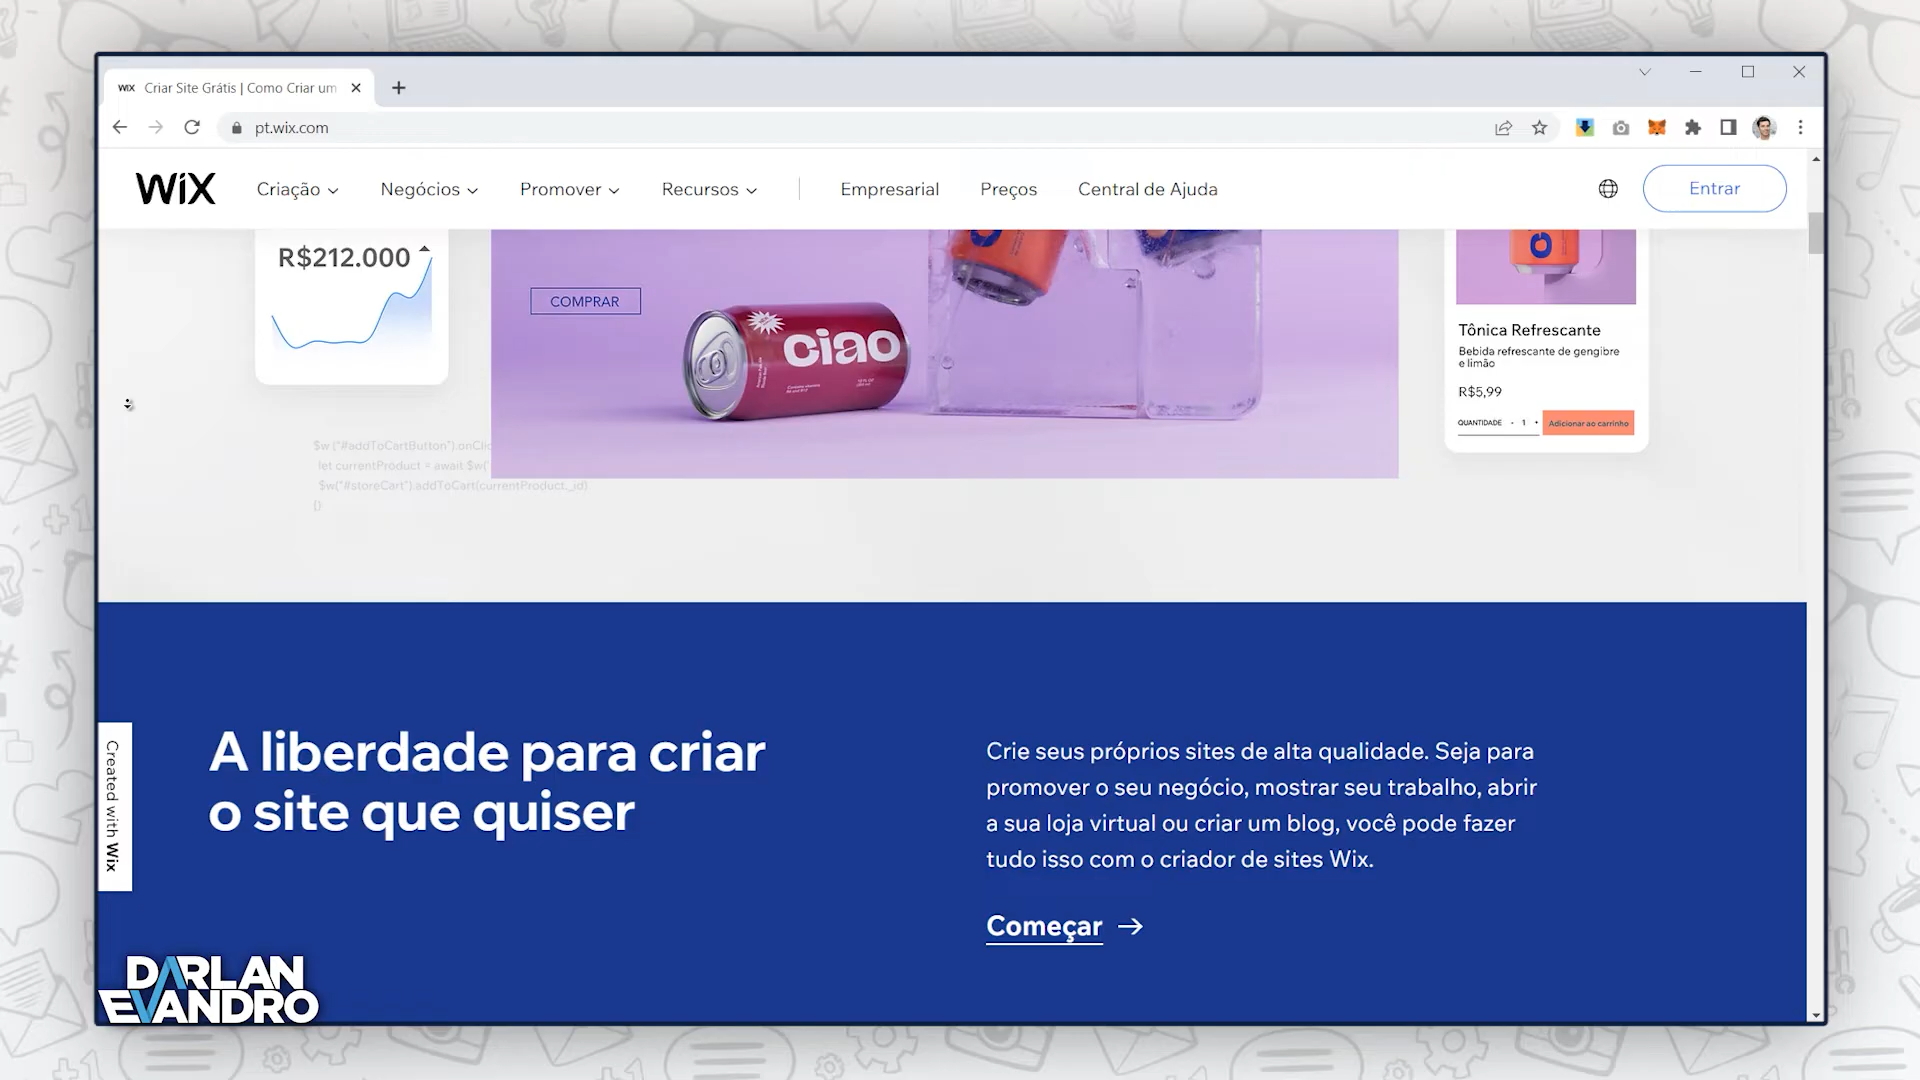 WiX Criar Site Grátis | Como Criar um
pt.wix.com
WiX Criação Negócios Promover Recursos Empresarial Preços Central de Ajuda Entrar
R$212.000
COMPRAR
ciao
Tônica Refrescante
Bebida refrescante de gengibre
e limão
R$5,99
QUANTIDADE - 1 Adicionar ao carrinho
$w("#addToCartButton").onClic
let currentProduct = await $w("
$w("#storeCart").addToCart(currentProduct._id)
A liberdade para criar
o site que quiser
Crie seus próprios sites de alta qualidade. Seja para
promover o seu negócio, mostrar seu trabalho, abrir
a sua loja virtual ou criar um blog, você pode fazer
tudo isso com o criador de sites Wix.
Começar →
Created with Wix
DARLAN
EVANDRO